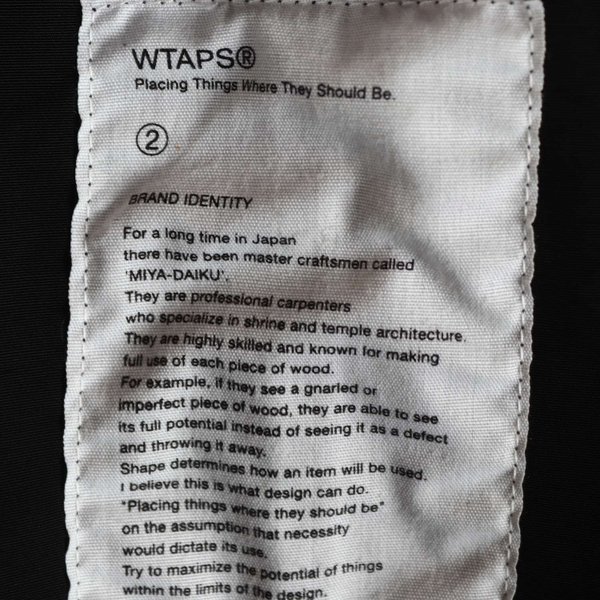 WTAPS®
Placing Things Where They Should Be.
②
BRAND IDENTITY
For a long time in Japan
there have been master craftsmen called
'MIYA-DAIKU'.
They are professional carpenters
who specialize in shrine and temple architecture.
They are highly skilled and known for making
full use of each piece of wood.
For example, if they see a gnarled or
imperfect piece of wood, they are able to see
its full potential instead of seeing it as a defect
and throwing it away.
Shape determines how an item will be used.
I believe this is what design can do.
"Placing things where they should be"
on the assumption that necessity
would dictate its use.
Try to maximize the potential of things
within the limits of the design.